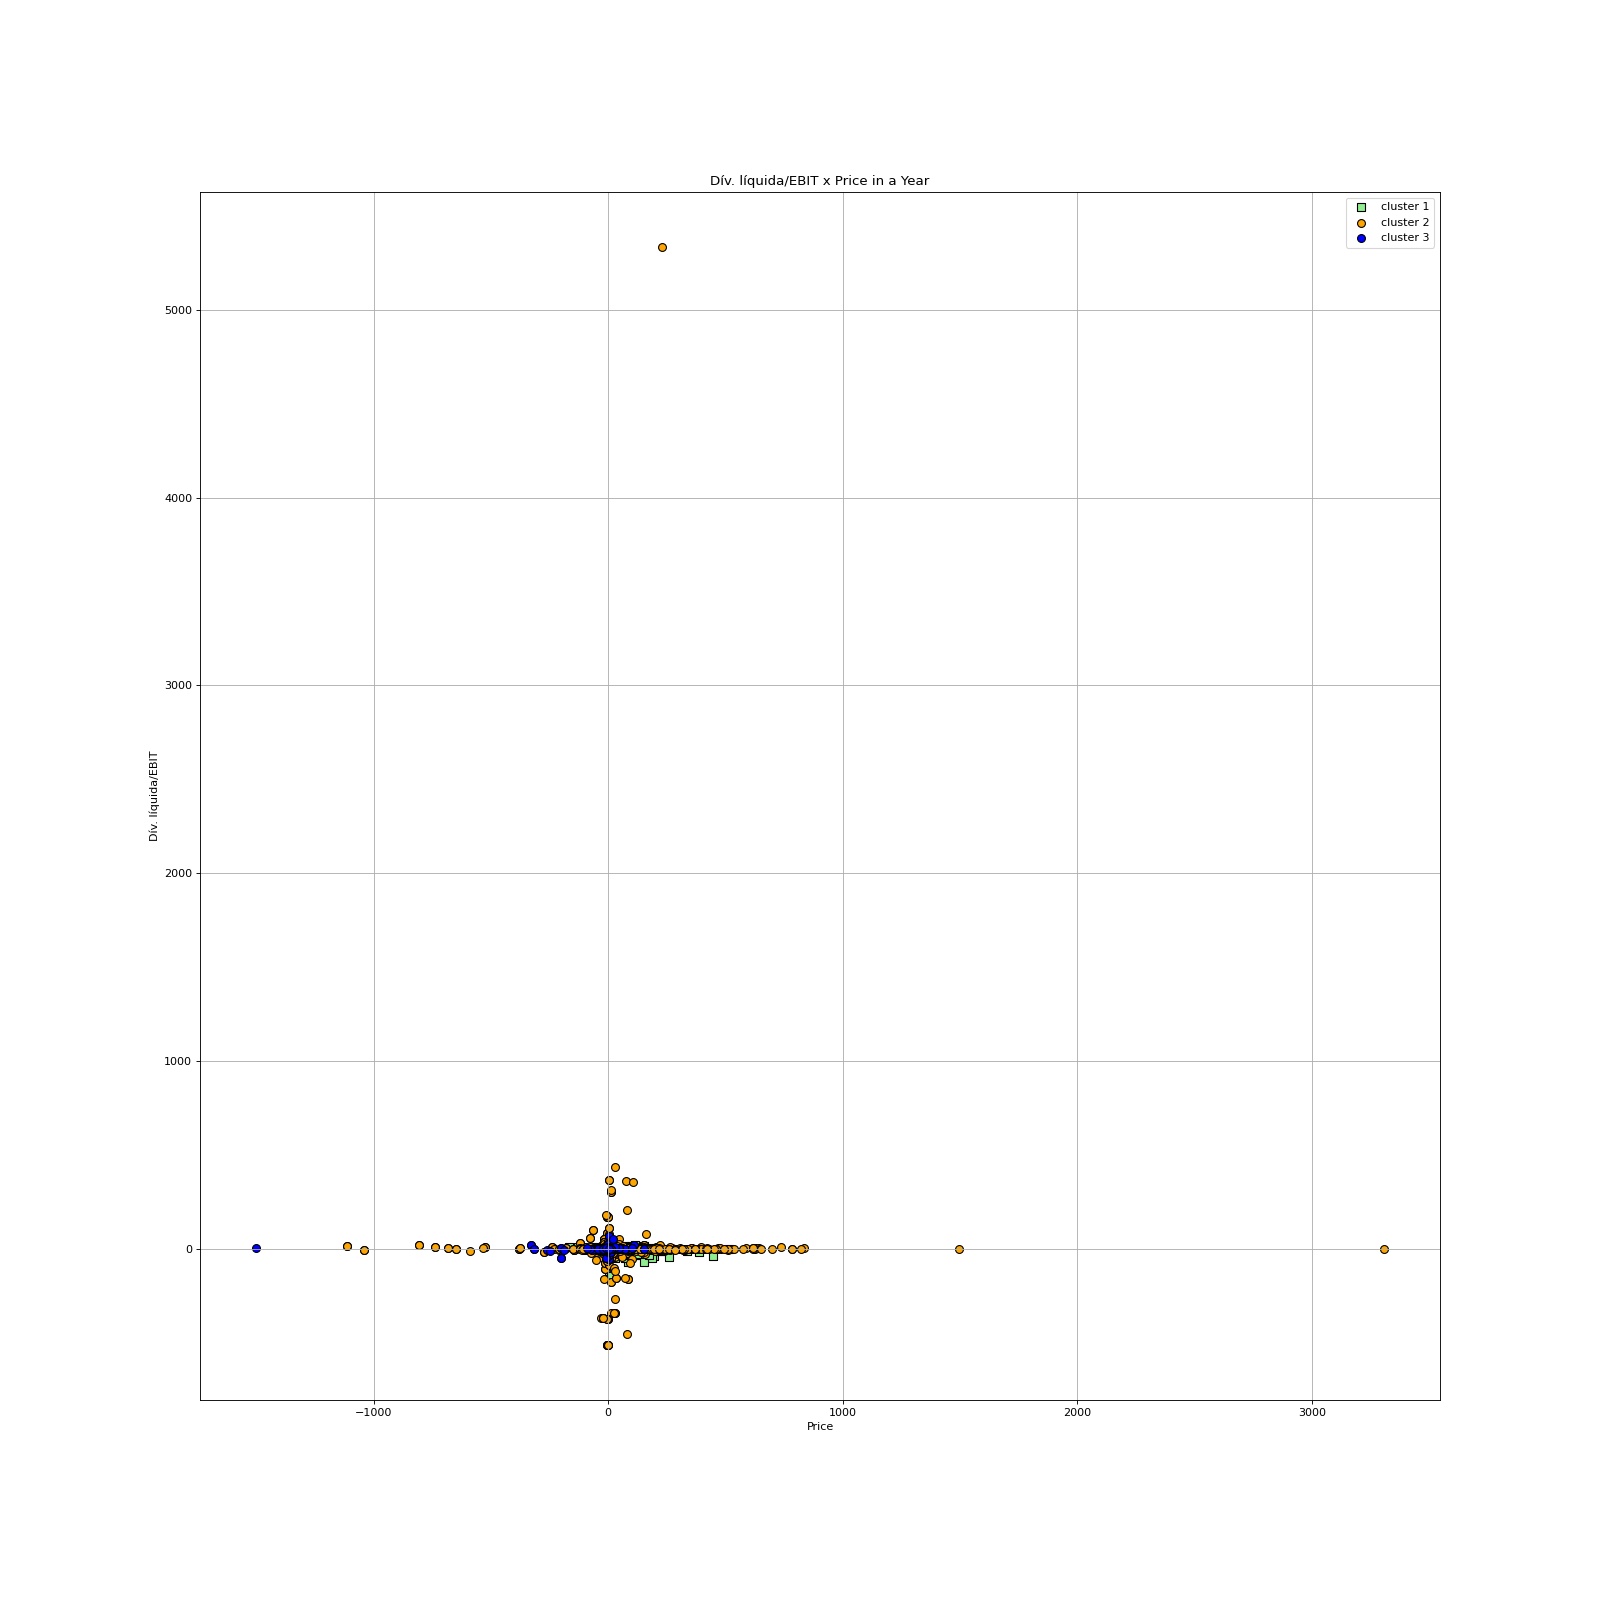 Dív. líquida/EBIT x Price in a Year
cluster 1
cluster 2
cluster 3
5000
4000
3000
2000
1000
0
Dív. líquida/EBIT
−1000
0
1000
2000
3000
Price